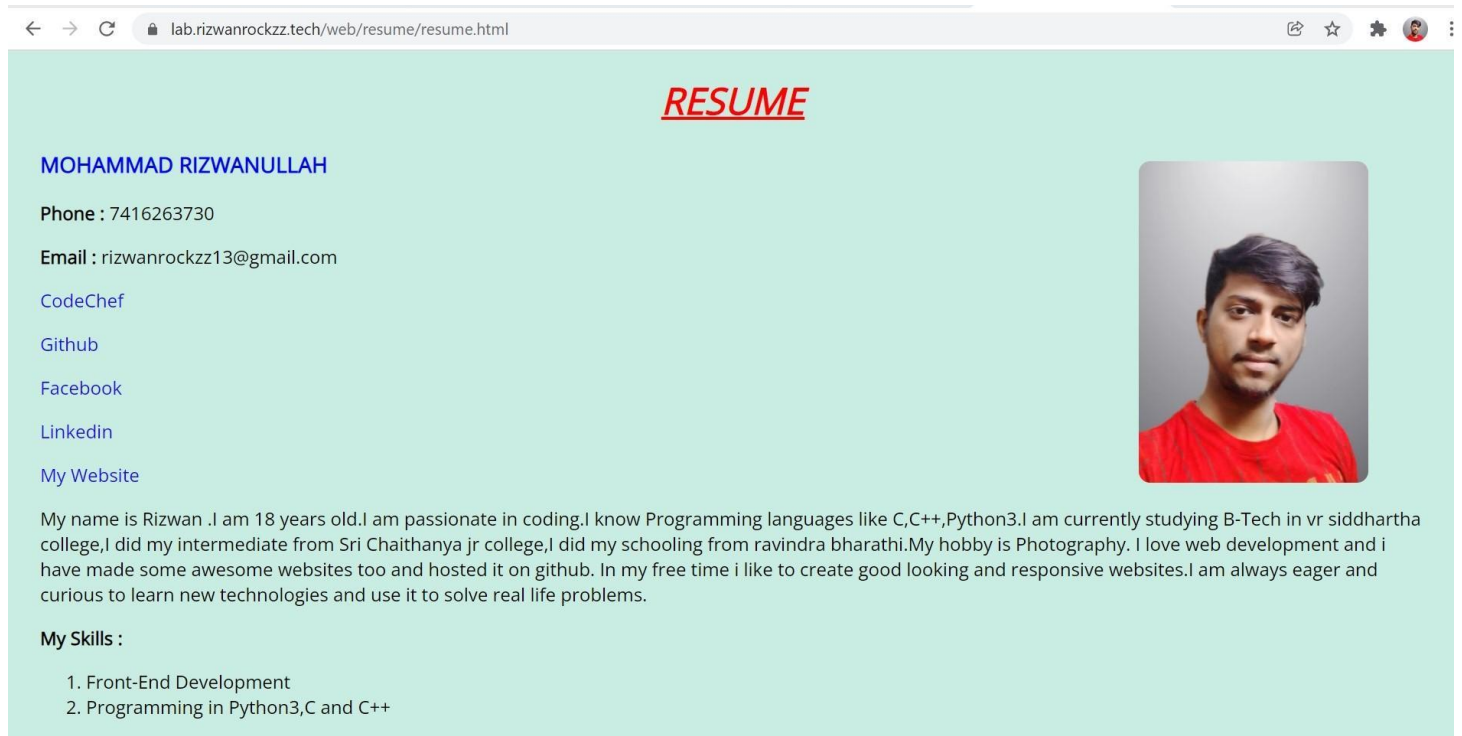 lab.rizwanrockzz.tech/web/resume/resume.html
RESUME
MOHAMMAD RIZWANULLAH
Phone : 7416263730
Email : rizwanrockzz13@gmail.com
CodeChef
Github
Facebook
Linkedin
My Website
My name is Rizwan .I am 18 years old.I am passionate in coding.I know Programming languages like C,C++,Python3.I am currently studying B-Tech in vr siddhartha
college,I did my intermediate from Sri Chaithanya jr college,I did my schooling from ravindra bharathi.My hobby is Photography. I love web development and i
have made some awesome websites too and hosted it on github. In my free time i like to create good looking and responsive websites.I am always eager and
curious to learn new technologies and use it to solve real life problems.
My Skills :
1. Front-End Development
2. Programming in Python3,C and C++